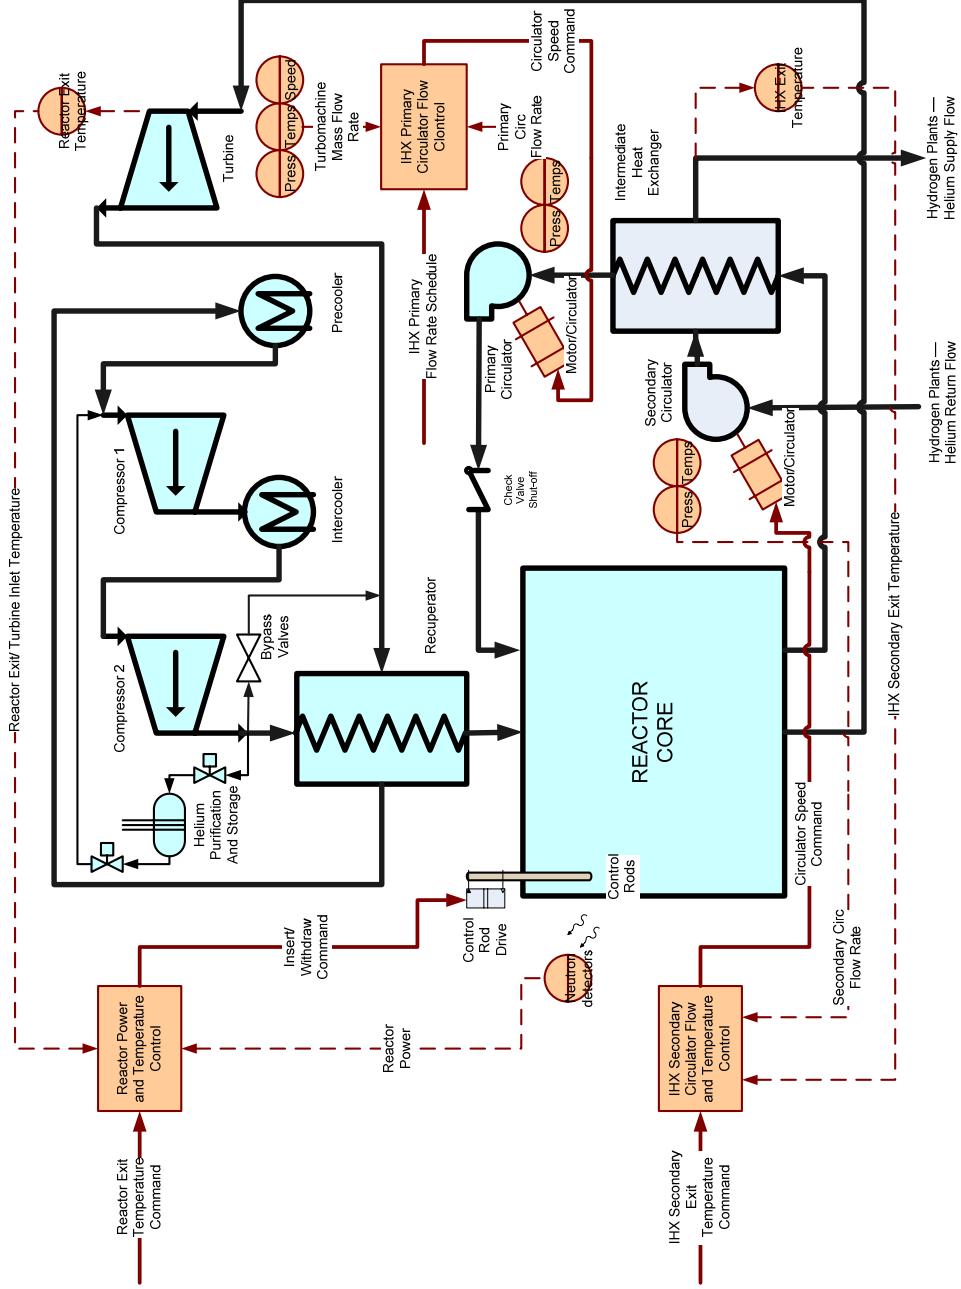 Reactor Exit
Temperature
Turbine
Press
Temps
Speed
Turbomachine
Mass Flow
Rate
IHX Primary
Circulator Flow
Clontrol
Circulator
Speed
Command
Primary
Circ
Flow Rate
Press
Temps
IHX Primary
Flow Rate Schedule
Intermediate
Heat
Exchanger
IHX Exit
Temperature
Hydrogen Plants—
Helium Supply Flow
Hydrogen Plants—
Helium Return Flow
Precooler
Compressor 1
Intercooler
Compressor 2
Bypass
Valves
Recuperator
Helium
Purification
And Storage
Reactor Exit/ Turbine Inlet Temperature
Primary
Circulator
Motor/Circulator
Check
Valve
Shut-off
Secondary
Circulator
Motor/Circulator
Press
Temps
IHX Secondary Exit Temperature
REACTOR
CORE
Control
Rods
Control
Rod
Drive
Insert/
Withdraw Command
Neutron
detectors
Reactor
Power
Circulator Speed
Command
Secondary Circ
Flow Rate
Reactor Power
and Temperature
Control
IHX Secondary
Circulator Flow
and Temperature
Control
Reactor Exit
Temperature
Command
IHX Secondary
Exit
Temperature
Command